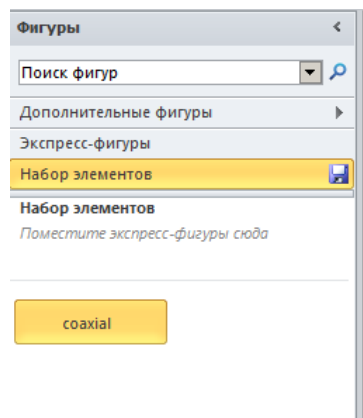 Фигуры
Поиск фигур
Дополнительные фигуры
Экспресс-фигуры
Набор элементов
Набор элементов
Поместите экспресс-фигуры сюда
coaxial